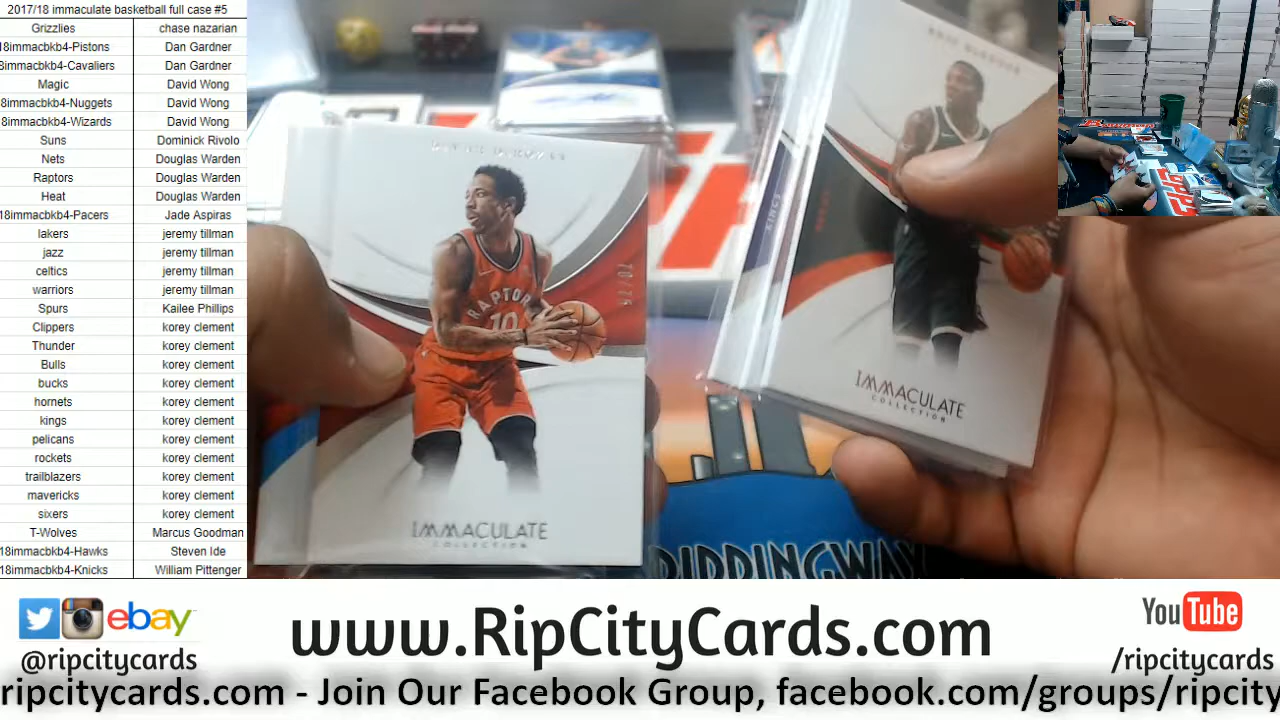 2017/18 immaculate basketball full case #5
Grizzlies chase nazarian
18immacbkb4-Pistons Dan Gardner
8immacbkb4-Cavaliers Dan Gardner
Magic David Wong
8immacbkb4-Nuggets David Wong
8immacbkb4-Wizards David Wong
Suns Dominick Rivolo
Nets Douglas Warden
Raptors Douglas Warden
Heat Douglas Warden
18immacbkb4-Pacers Jade Aspiras
lakers jeremy tillman
jazz jeremy tillman
celtics jeremy tillman
warriors jeremy tillman
Spurs Kailee Phillips
Clippers korey clement
Thunder korey clement
Bulls korey clement
bucks korey clement
hornets korey clement
kings korey clement
pelicans korey clement
rockets korey clement
trailblazers korey clement
mavericks korey clement
sixers korey clement
T-Wolves Marcus Goodman
18immacbkb4-Hawks Steven Ide
18immacbkb4-Knicks William Pittenger
RAPTOR
10
IMMACULATE
COLLECTION
KINGS
IMMACULATE
COLLECTION
RIPPINGWAX
ebay
@ripcitycards
www.RipCityCards.com
YouTube
/ripcitycards
ripcitycards.com - Join Our Facebook Group, facebook.com/groups/ripcity